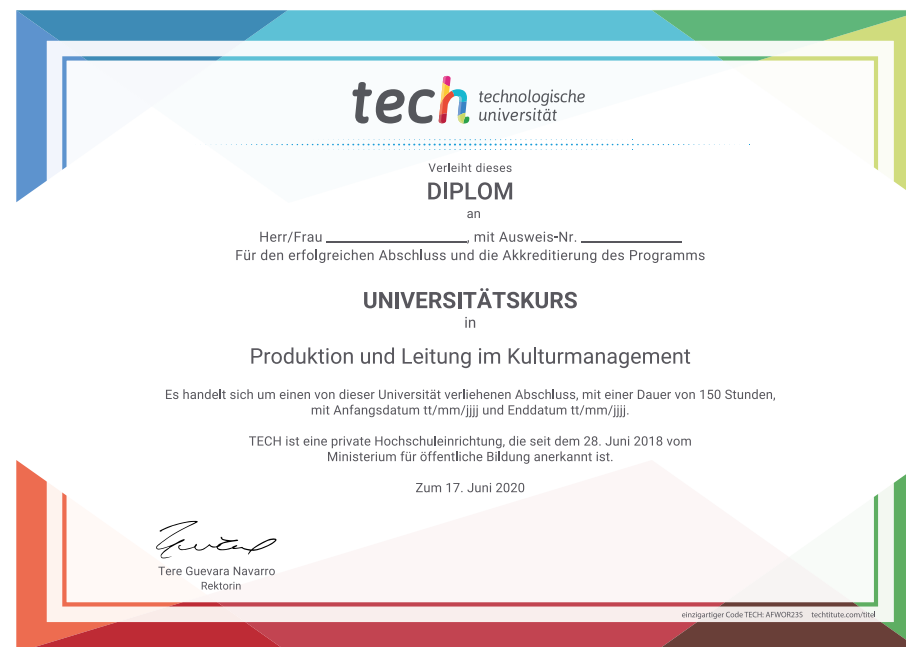 tech technologische
universität
Verleiht dieses
DIPLOM
an
Herr/Frau ____________, mit Ausweis-Nr. ____________
Für den erfolgreichen Abschluss und die Akkreditierung des Programms
UNIVERSITÄTSKURS
in
Produktion und Leitung im Kulturmanagement
Es handelt sich um einen von dieser Universität verliehenen Abschluss, mit einer Dauer von 150 Stunden,
mit Anfangsdatum tt/mm/jjjj und Enddatum tt/mm/jjjj.
TECH ist eine private Hochschuleinrichtung, die seit dem 28. Juni 2018 vom
Ministerium für öffentliche Bildung anerkannt ist.
Zum 17. Juni 2020
Tere Guevara Navarro
Rektorin
einzigartiger Code TECH: AFWOR23S techtitute.com/titel